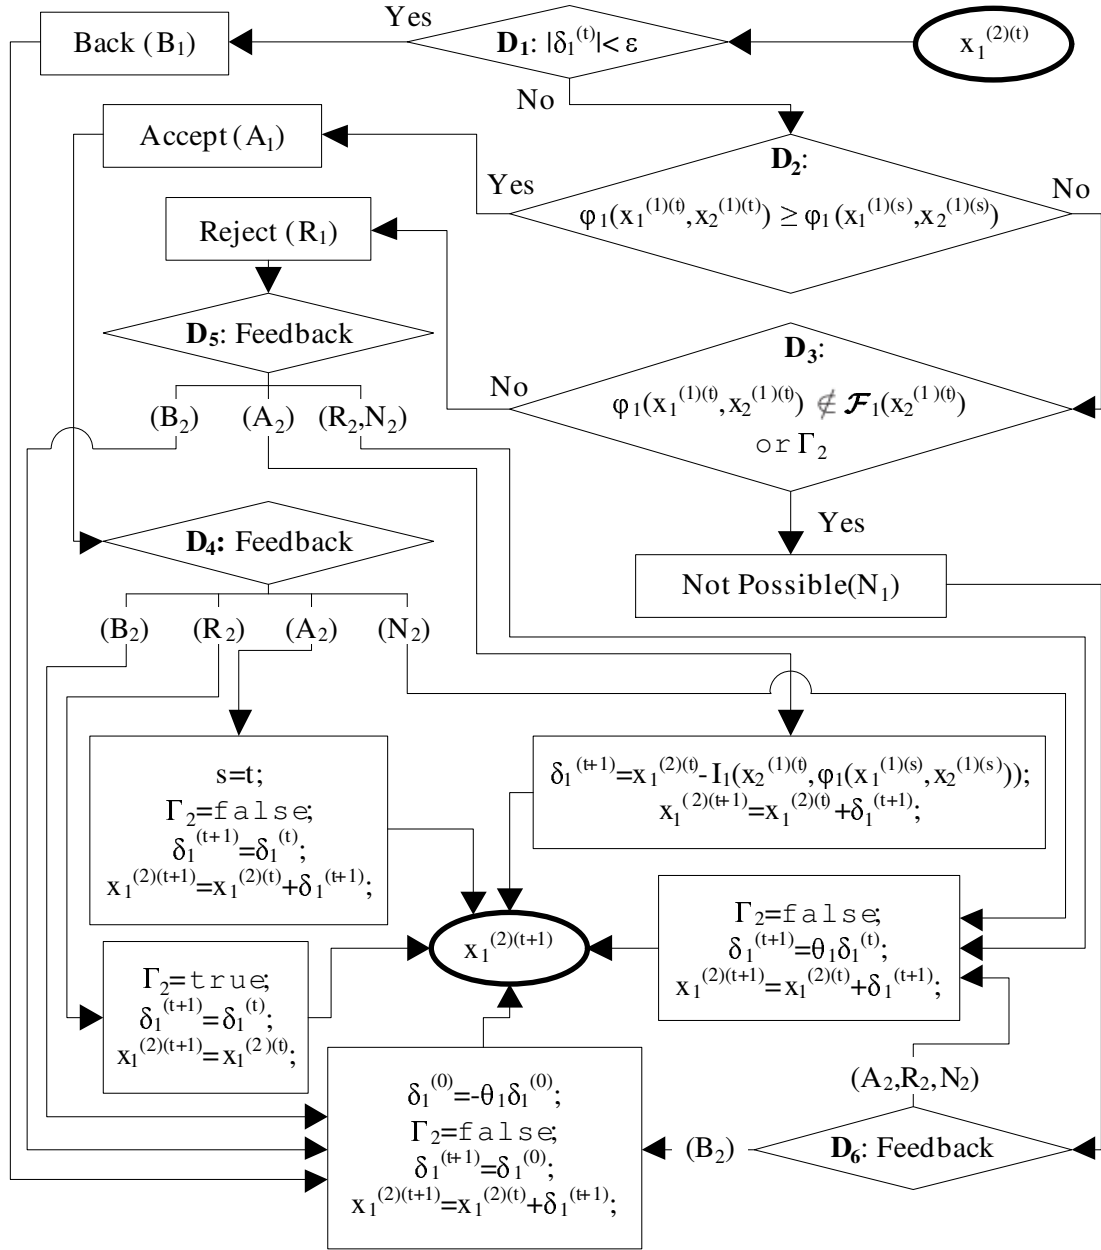 Yes
Back (B₁)
D₁: |δ₁⁽ᵗ⁾|< ε
x₁⁽²⁾⁽ᵗ⁾
No
Accept (A₁)
D₂:
Yes
No
φ₁(x₁⁽¹⁾⁽ᵗ⁾,x₂⁽¹⁾⁽ᵗ⁾) ≥ φ₁(x₁⁽¹⁾⁽ˢ⁾,x₂⁽¹⁾⁽ˢ⁾)
Reject (R₁)
D₅: Feedback
D₃:
No
φ₁(x₁⁽¹⁾⁽ᵗ⁾,x₂⁽¹⁾⁽ᵗ⁾) ∉ 𝓕₁(x₂⁽¹⁾⁽ᵗ⁾)
or Γ₂
(B₂) (A₂) (R₂,N₂)
Yes
D₄: Feedback
Not Possible(N₁)
(B₂) (R₂) (A₂) (N₂)
s=t;
Γ₂=false;
δ₁⁽ᵗ⁺¹⁾=δ₁⁽ᵗ⁾;
x₁⁽²⁾⁽ᵗ⁺¹⁾=x₁⁽²⁾⁽ᵗ⁾+δ₁⁽ᵗ⁺¹⁾;
δ₁⁽ᵗ⁺¹⁾=x₁⁽²⁾⁽ᵗ⁾-I₁(x₂⁽¹⁾⁽ᵗ⁾,φ₁(x₁⁽¹⁾⁽ˢ⁾,x₂⁽¹⁾⁽ˢ⁾));
x₁⁽²⁾⁽ᵗ⁺¹⁾=x₁⁽²⁾⁽ᵗ⁾+δ₁⁽ᵗ⁺¹⁾;
x₁⁽²⁾⁽ᵗ⁺¹⁾
Γ₂=false;
δ₁⁽ᵗ⁺¹⁾=θ₁δ₁⁽ᵗ⁾;
x₁⁽²⁾⁽ᵗ⁺¹⁾=x₁⁽²⁾⁽ᵗ⁾+δ₁⁽ᵗ⁺¹⁾;
Γ₂=true;
δ₁⁽ᵗ⁺¹⁾=δ₁⁽ᵗ⁾;
x₁⁽²⁾⁽ᵗ⁺¹⁾=x₁⁽²⁾⁽ᵗ⁾;
δ₁⁽⁰⁾=-θ₁δ₁⁽⁰⁾;
Γ₂=false;
δ₁⁽ᵗ⁺¹⁾=δ₁⁽⁰⁾;
x₁⁽²⁾⁽ᵗ⁺¹⁾=x₁⁽²⁾⁽ᵗ⁾+δ₁⁽ᵗ⁺¹⁾;
(A₂,R₂,N₂)
(B₂)
D₆: Feedback